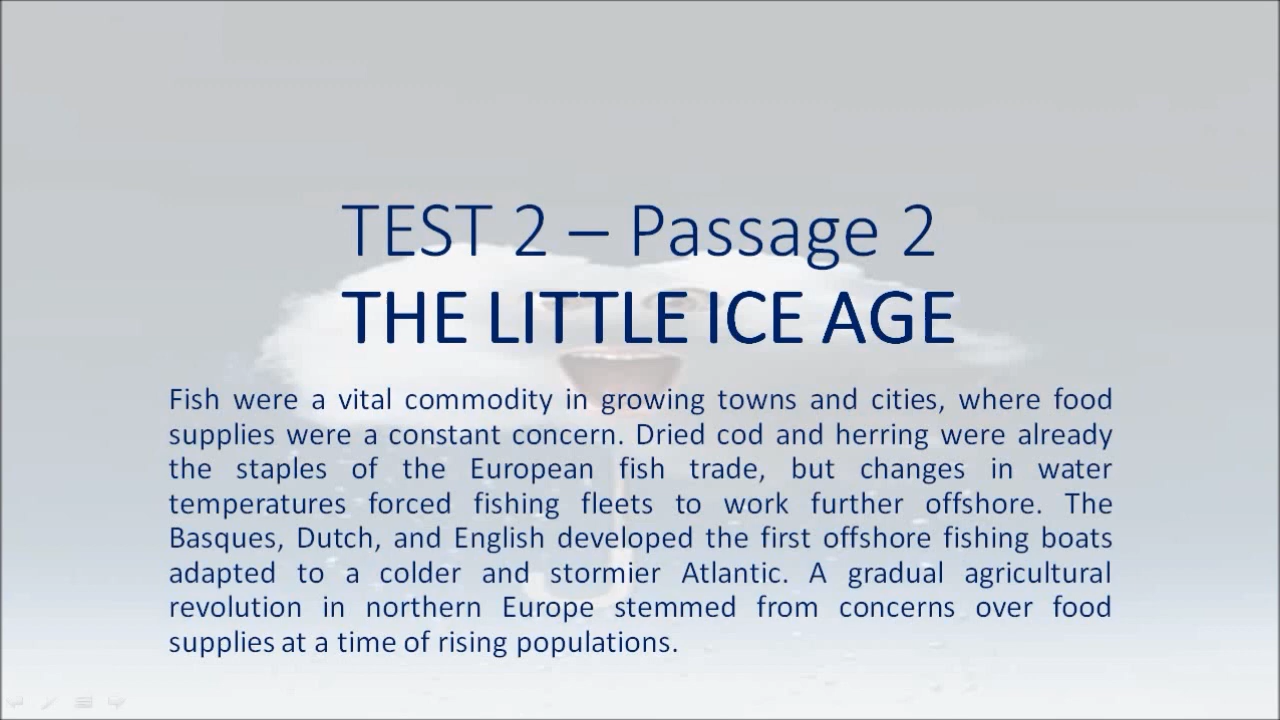 TEST 2 – Passage 2
THE LITTLE ICE AGE
Fish were a vital commodity in growing towns and cities, where food
supplies were a constant concern. Dried cod and herring were already
the staples of the European fish trade, but changes in water
temperatures forced fishing fleets to work further offshore. The
Basques, Dutch, and English developed the first offshore fishing boats
adapted to a colder and stormier Atlantic. A gradual agricultural
revolution in northern Europe stemmed from concerns over food
supplies at a time of rising populations.